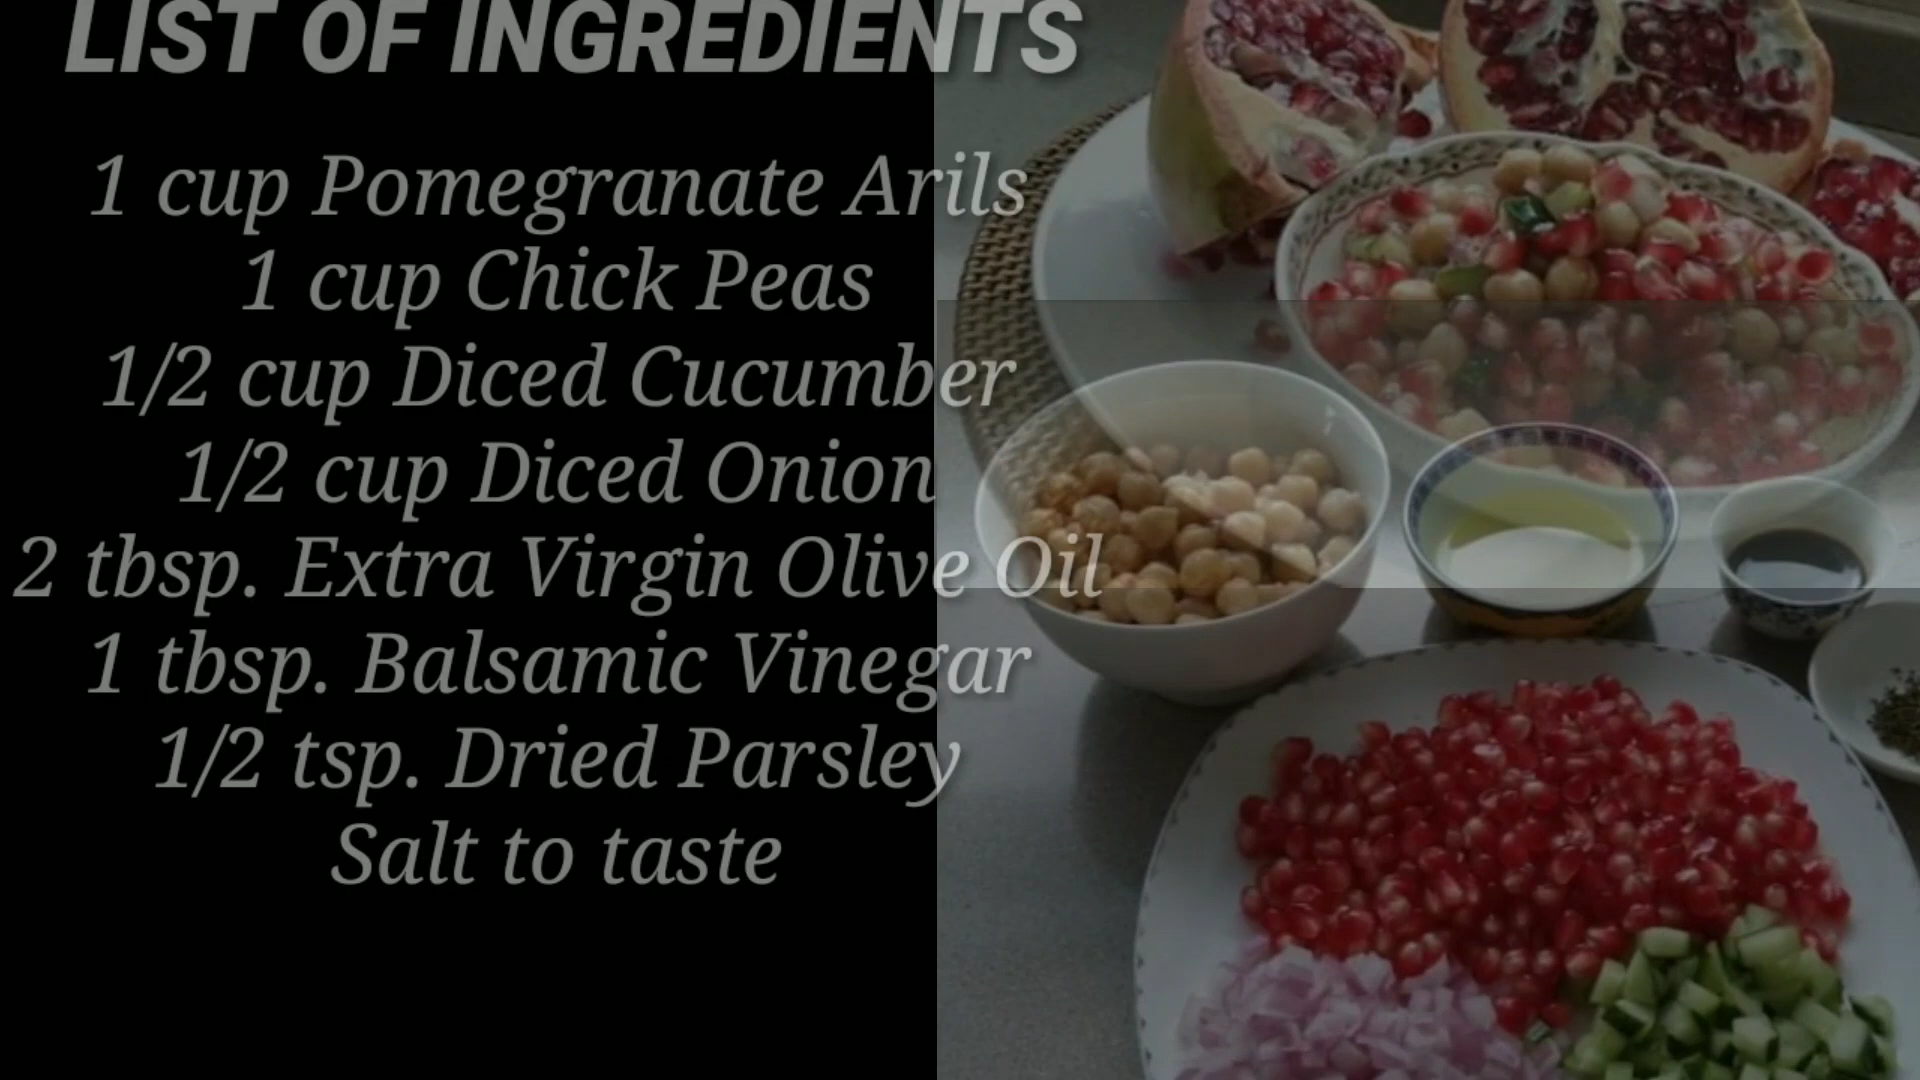 LIST OF INGREDIENTS
1 cup Pomegranate Arils
1 cup Chick Peas
1/2 cup Diced Cucumber
1/2 cup Diced Onion
2 tbsp. Extra Virgin Olive Oil
1 tbsp. Balsamic Vinegar
1/2 tsp. Dried Parsley
Salt to taste